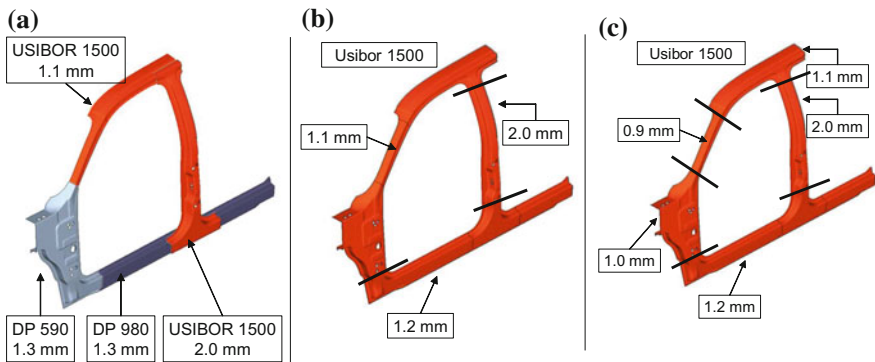 (a)
USIBOR 1500
1.1 mm
DP 590
1.3 mm
DP 980
1.3 mm
USIBOR 1500
2.0 mm
(b)
Usibor 1500
1.1 mm
2.0 mm
1.2 mm
(c)
Usibor 1500
1.1 mm
2.0 mm
0.9 mm
1.0 mm
1.2 mm